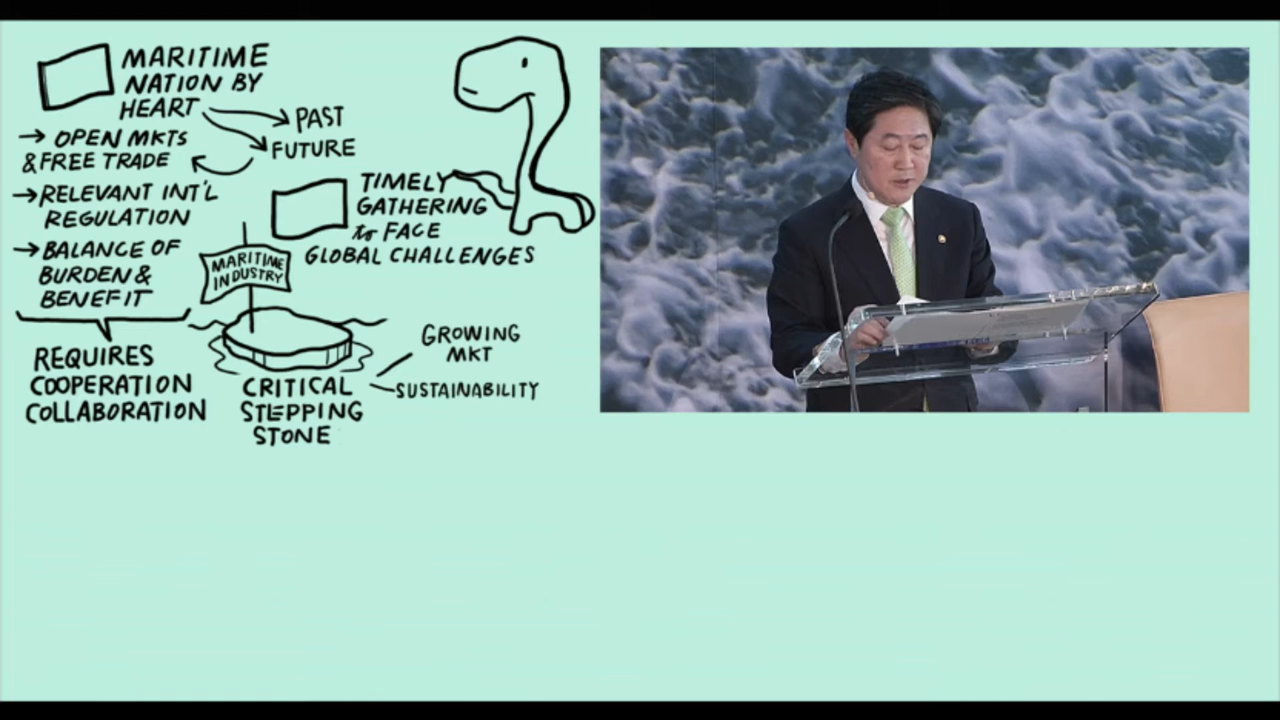 MARITIME
NATION BY
HEART
PAST
FUTURE
→ OPEN MKTS
& FREE TRADE
→ RELEVANT INT'L
REGULATION
→ BALANCE OF
BURDEN &
BENEFIT
REQUIRES
COOPERATION
COLLABORATION
TIMELY
GATHERING
to FACE
GLOBAL CHALLENGES
MARITIME
INDUSTRY
CRITICAL
STEPPING
STONE
GROWING
MKT
SUSTAINABILITY